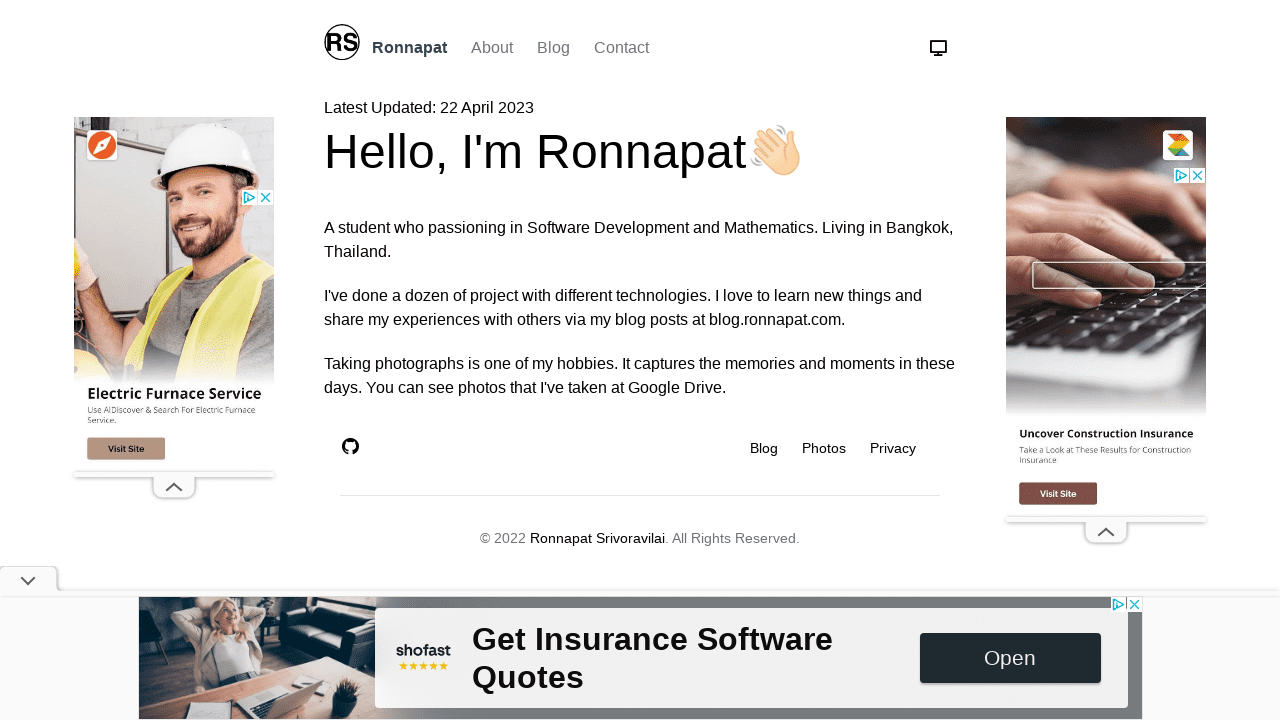 RS
Ronnapat About Blog Contact
Latest Updated: 22 April 2023
Hello, I'm Ronnapat👋🏻
A student who passioning in Software Development and Mathematics. Living in Bangkok,
Thailand.
I've done a dozen of project with different technologies. I love to learn new things and
share my experiences with others via my blog posts at blog.ronnapat.com.
Taking photographs is one of my hobbies. It captures the memories and moments in these
days. You can see photos that I've taken at Google Drive.
Blog Photos Privacy
© 2022 Ronnapat Srivoravilai. All Rights Reserved.
Electric Furnace Service
Use AIDiscover & Search For Electric Furnace
Service.
Visit Site
Uncover Construction Insurance
Take a Look at These Results for Construction
Insurance
Visit Site
shofast
Get Insurance Software
Quotes
Open